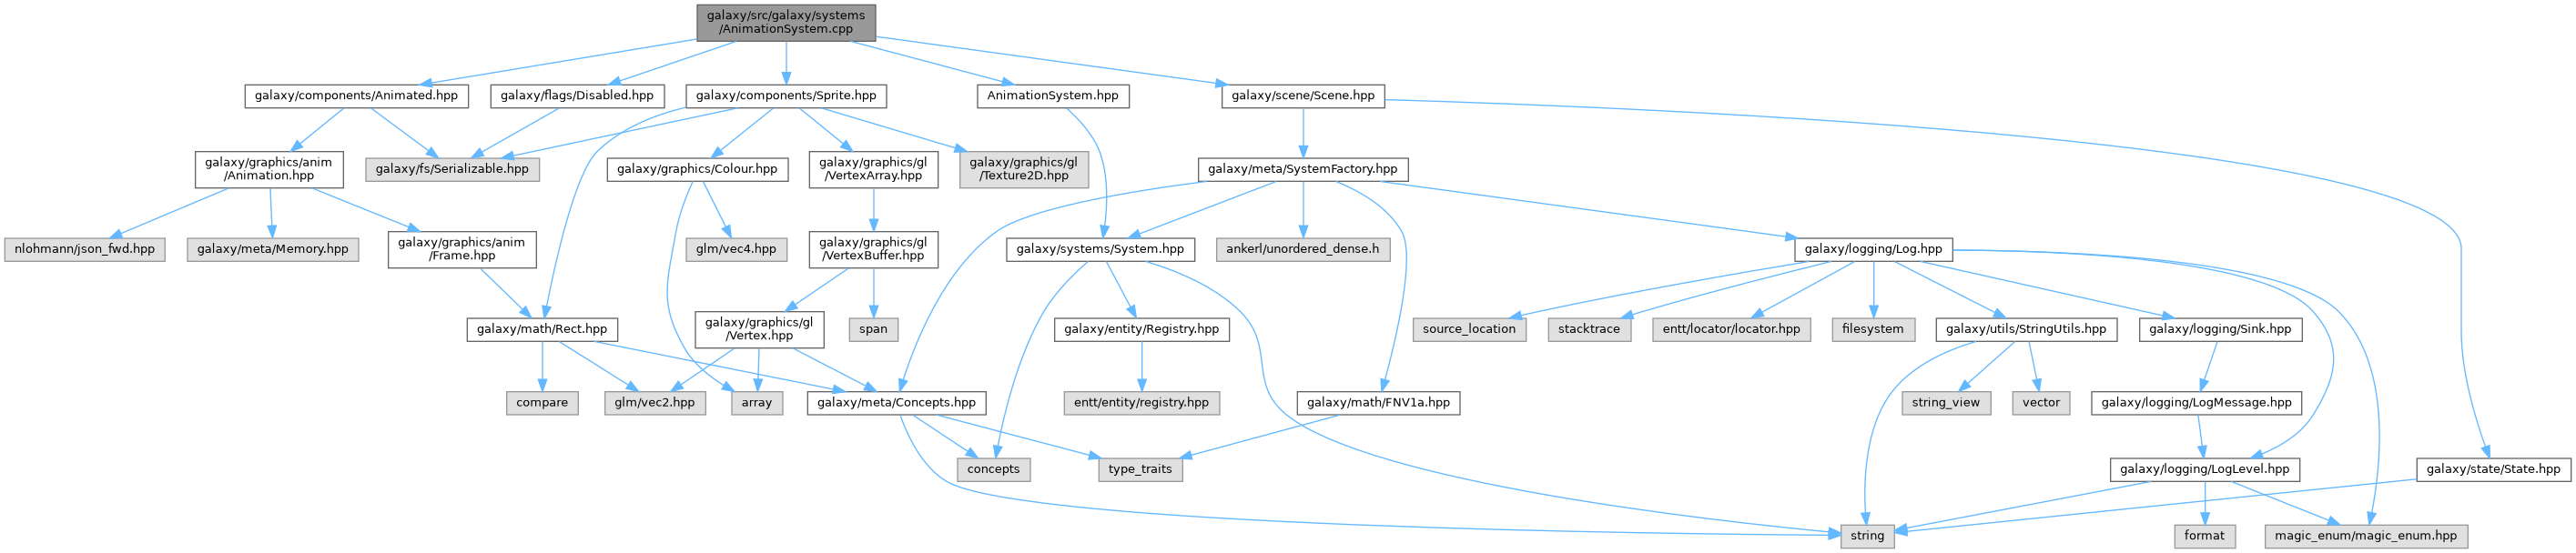 galaxy/src/galaxy/systems
/AnimationSystem.cpp
galaxy/components/Animated.hpp
galaxy/flags/Disabled.hpp
galaxy/components/Sprite.hpp
AnimationSystem.hpp
galaxy/scene/Scene.hpp
galaxy/graphics/anim
/Animation.hpp
galaxy/fs/Serializable.hpp
galaxy/graphics/Colour.hpp
galaxy/graphics/gl
/VertexArray.hpp
galaxy/graphics/gl
/Texture2D.hpp
galaxy/meta/SystemFactory.hpp
nlohmann/json_fwd.hpp
galaxy/meta/Memory.hpp
galaxy/graphics/anim
/Frame.hpp
glm/vec4.hpp
galaxy/graphics/gl
/VertexBuffer.hpp
galaxy/systems/System.hpp
ankerl/unordered_dense.h
galaxy/logging/Log.hpp
galaxy/math/Rect.hpp
galaxy/graphics/gl
/Vertex.hpp
span
galaxy/entity/Registry.hpp
source_location
stacktrace
entt/locator/locator.hpp
filesystem
galaxy/utils/StringUtils.hpp
galaxy/logging/Sink.hpp
compare
glm/vec2.hpp
array
galaxy/meta/Concepts.hpp
entt/entity/registry.hpp
galaxy/math/FNV1a.hpp
string_view
vector
galaxy/logging/LogMessage.hpp
concepts
type_traits
galaxy/logging/LogLevel.hpp
galaxy/state/State.hpp
string
format
magic_enum/magic_enum.hpp